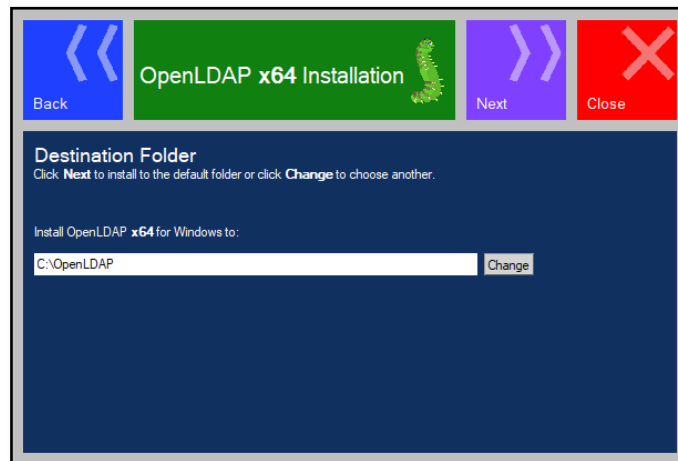 Back
OpenLDAP x64 Installation
Next
Close
Destination Folder
Click Next to install to the default folder or click Change to choose another.
Install OpenLDAP x64 for Windows to:
C:\OpenLDAP
Change